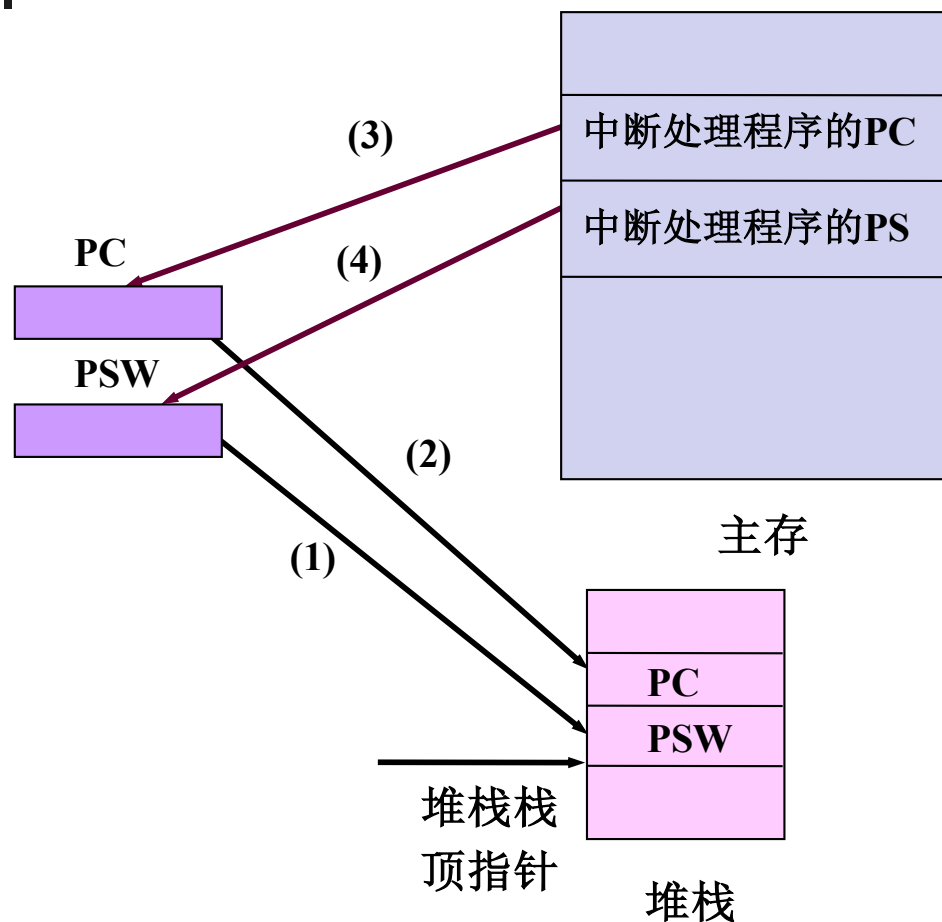 中断处理程序的PC
(3)
中断处理程序的PS
(4)
PC
PSW
(2)
主存
(1)
PC
PSW
堆栈栈
顶指针
堆栈